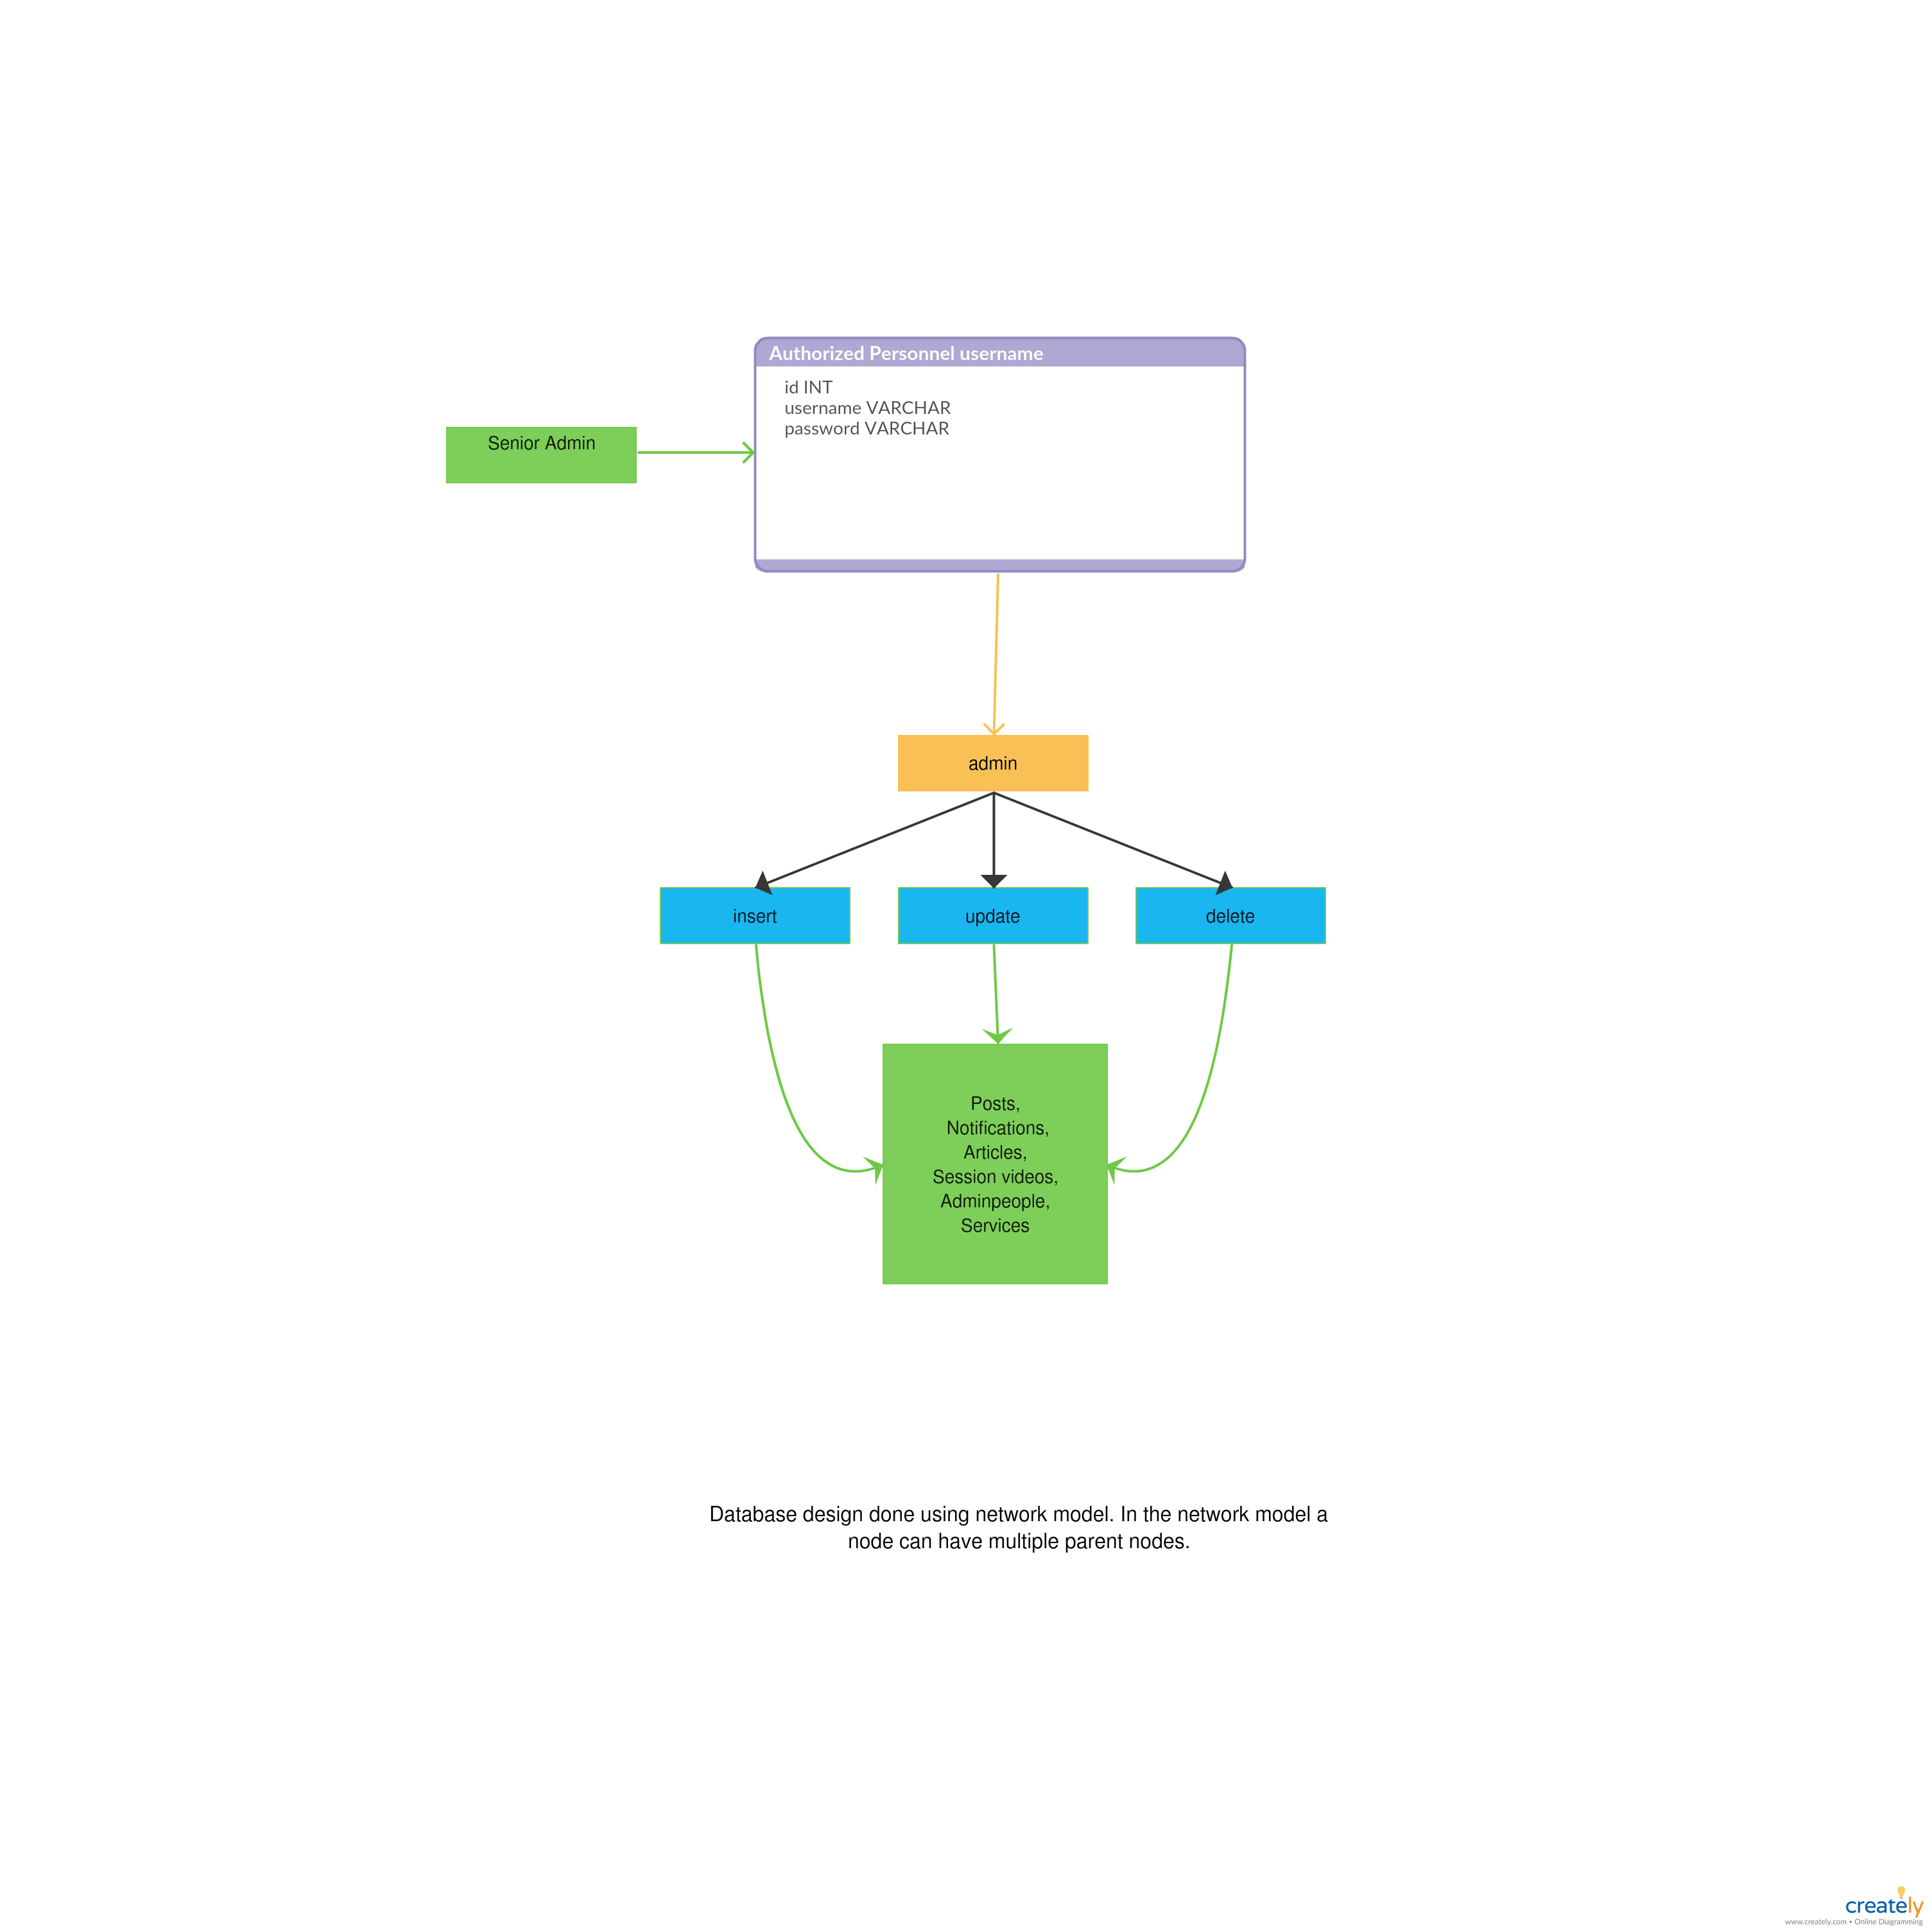 Authorized Personnel username
id INT
username VARCHAR
password VARCHAR
Senior Admin
admin
insert
update
delete
Posts,
Notifications,
Articles,
Session videos,
Adminpeople,
Services
Database design done using network model. In the network model a
node can have multiple parent nodes.
creately
www.creately.com • Online Diagramming